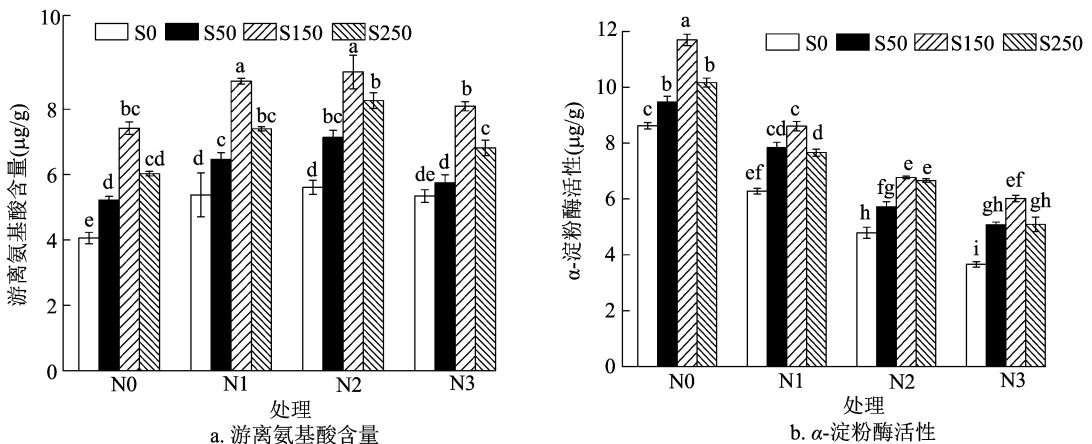 10
8
6
4
2
0
游离氨基酸含量(μg/g)
S0 S50 S150 S250
e d bc cd
d c a bc
d bc a b
de d b c
N0 N1 N2 N3
处理
a. 游离氨基酸含量
12
10
8
6
4
2
0
α-淀粉酶活性(μg/g)
S0 S50 S150 S250
c b a b
ef cd c d
h fg e e
i gh ef gh
N0 N1 N2 N3
处理
b. α-淀粉酶活性